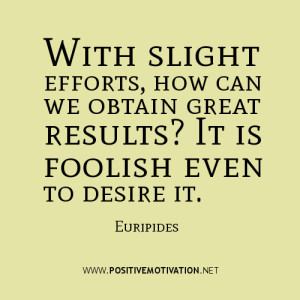 With slight
efforts, how can
we obtain great
results? It is
foolish even
to desire it.
Euripides
www.positivemotivation.net